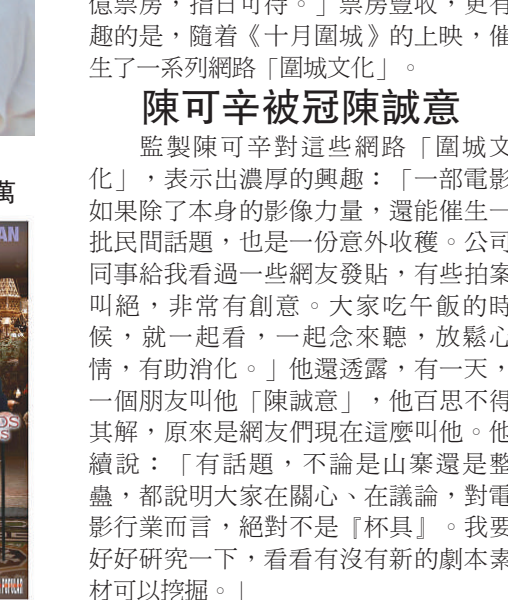 億票房，指日可待。」票房豐收，更有
趣的是，隨着《十月圍城》的上映，催
生了一系列網路「圍城文化」。
陳可辛被冠陳誠意
監製陳可辛對這些網路「圍城文
化」，表示出濃厚的興趣：「一部電影
如果除了本身的影像力量，還能催生一
批民間話題，也是一份意外收穫。公司
同事給我看過一些網友發貼，有些拍案
叫絕，非常有創意。大家吃午飯的時
候，就一起看，一起念來聽，放鬆心
情，有助消化。」他還透露，有一天，
一個朋友叫他「陳誠意」，他百思不得
其解，原來是網友們現在這麼叫他。他
續說：「有話題，不論是山寨還是整
蠱，都說明大家在關心、在議論，對電
影行業而言，絕對不是『杯具』。我要
好好研究一下，看看有沒有新的劇本素
材可以挖掘。」
萬
AN
OS
S
POPULAR